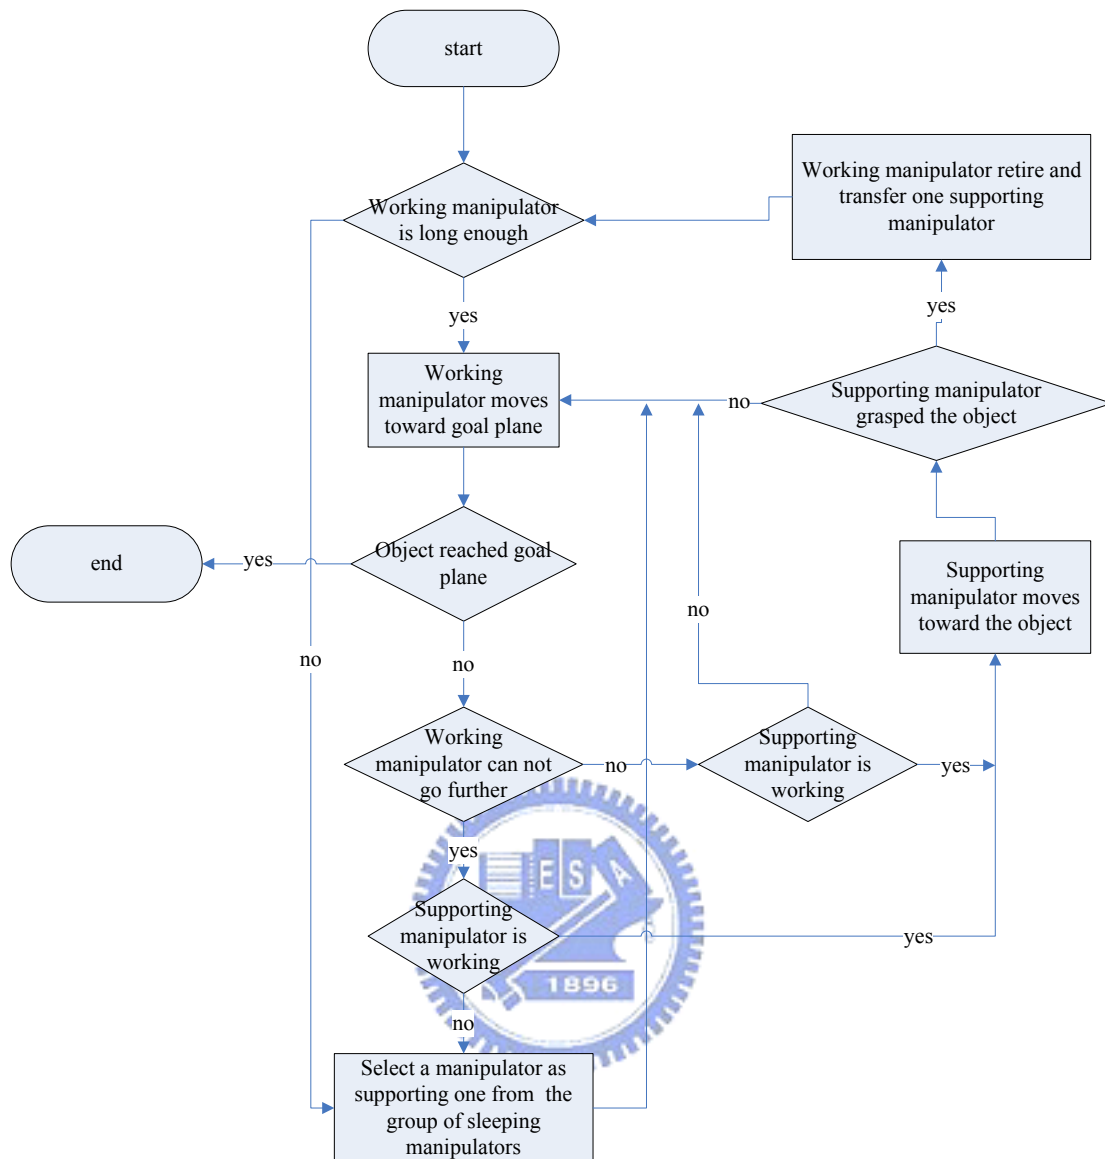 start
Working manipulator
is long enough
Working manipulator retire and
transfer one supporting
manipulator
yes
yes
Working
manipulator moves
toward goal plane
no
Supporting manipulator
grasped the object
end
yes
Object reached goal
plane
Supporting
manipulator moves
toward the object
no
no
no
Working
manipulator can not
go further
no
Supporting
manipulator is
working
yes
yes
E S A
Supporting
manipulator is
working
yes
1896
no
Select a manipulator as
supporting one from the
group of sleeping
manipulators